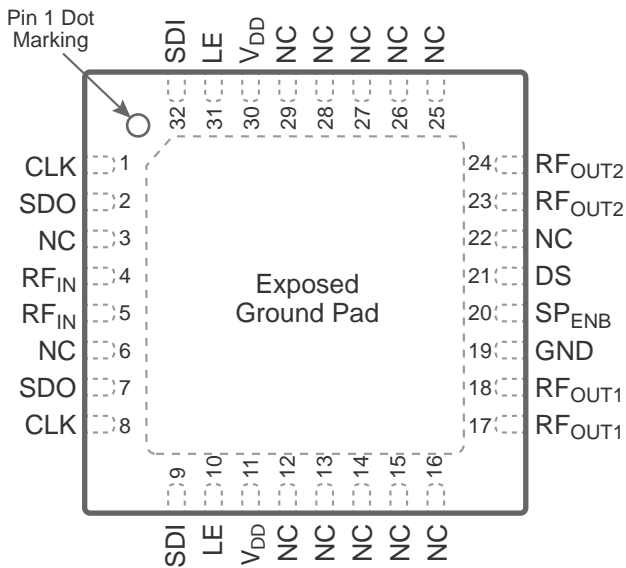 Pin 1 Dot
Marking
SDI
LE
VDD
NC
NC
NC
NC
NC
32
31
30
29
28
27
26
25
CLK 1
SDO 2
NC 3
RFIN 4
RFIN 5
NC 6
SDO 7
CLK 8
Exposed
Ground Pad
24 RFOUT2
23 RFOUT2
22 NC
21 DS
20 SPENB
19 GND
18 RFOUT1
17 RFOUT1
9
10
11
12
13
14
15
16
SDI
LE
VDD
NC
NC
NC
NC
NC